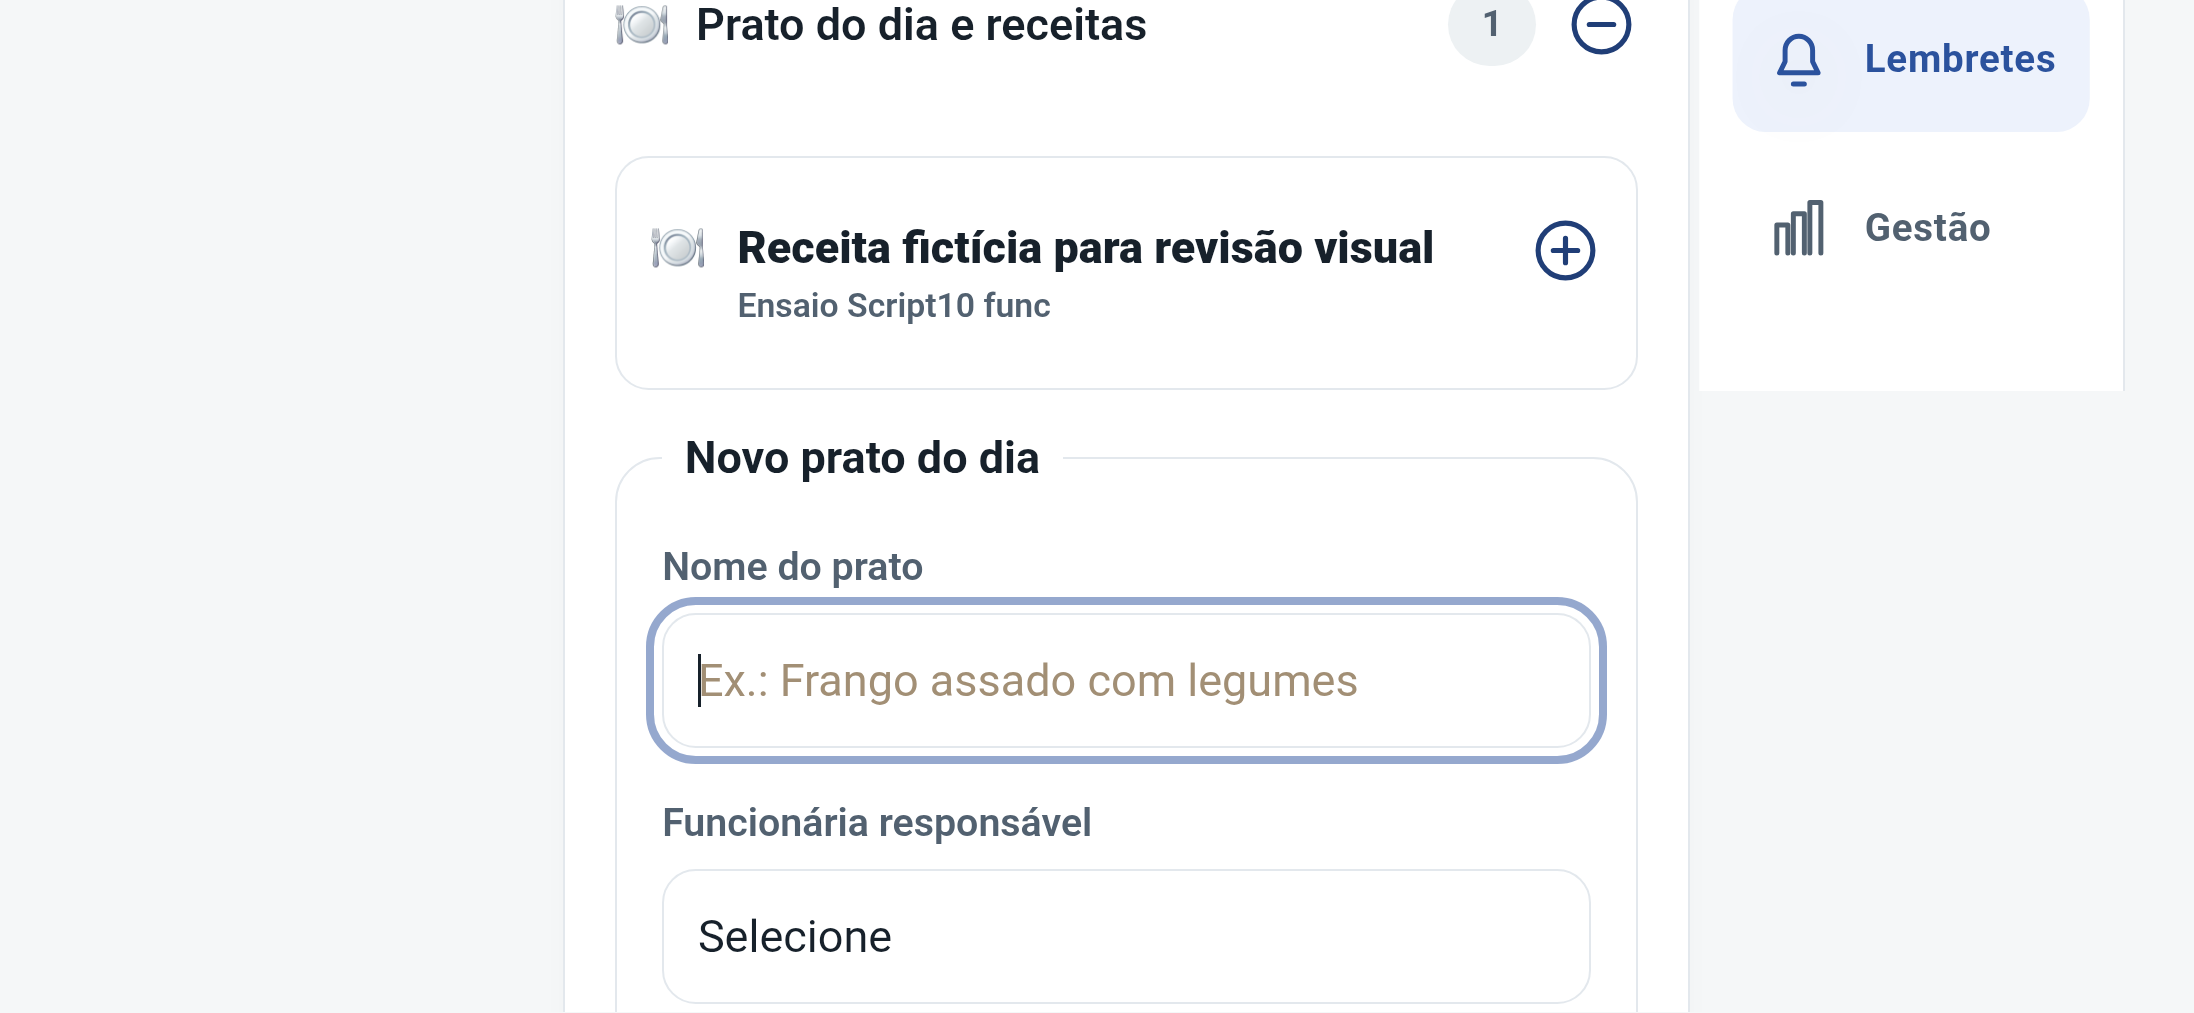 Prato do dia e receitas
1
Lembretes
Gestão
Receita fictícia para revisão visual
Ensaio Script10 func
Novo prato do dia
Nome do prato
Ex.: Frango assado com legumes
Funcionária responsável
Selecione